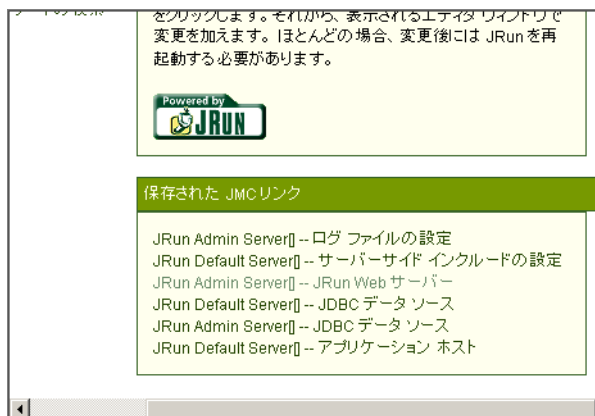 をクリックします。それから、表示されるエディタ ウィンドウで
変更を加えます。ほとんどの場合、変更後には JRun を再
起動する必要があります。
Powered by
JRUN
保存された JMC リンク
JRun Admin Server[] -- ログ ファイルの設定
JRun Default Server[] -- サーバーサイド インクルードの設定
JRun Admin Server[] -- JRun Web サーバー
JRun Default Server[] -- JDBC データ ソース
JRun Admin Server[] -- JDBC データ ソース
JRun Default Server[] -- アプリケーション ホスト